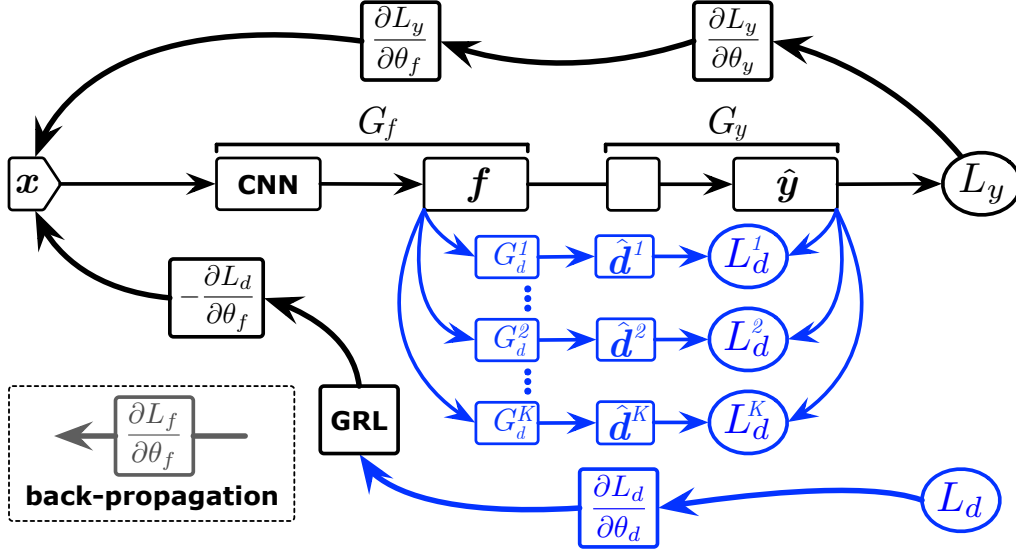 ∂L_y/∂θ_f
∂L_y/∂θ_y
G_f
G_y
x
CNN
f
ŷ
L_y
G_d^1
d̂^1
L_d^1
-∂L_d/∂θ_f
G_d^2
d̂^2
L_d^2
GRL
G_d^K
d̂^K
L_d^K
∂L_f/∂θ_f
back-propagation
∂L_d/∂θ_d
L_d